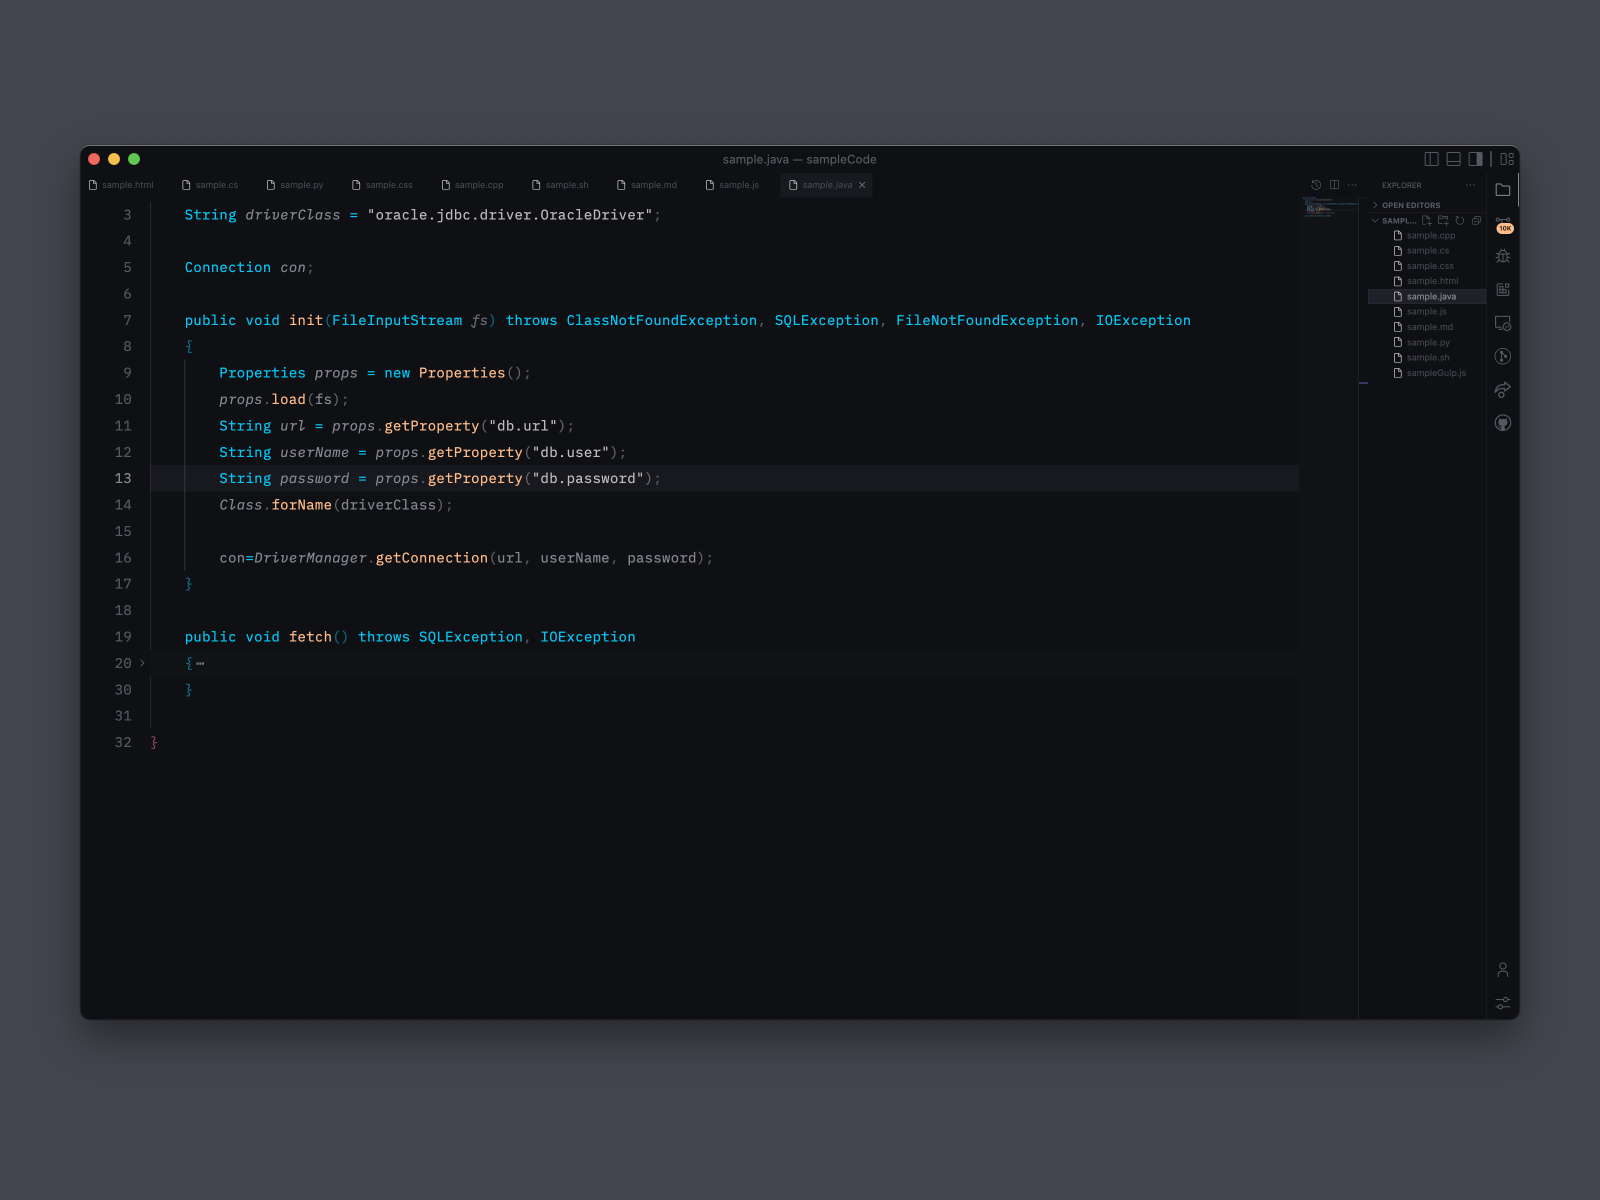 sample.java — sampleCode
sample.html sample.cs sample.py sample.css sample.cpp sample.sh sample.md sample.js sample.java
3 String driverClass = "oracle.jdbc.driver.OracleDriver";
4
5 Connection con;
6
7 public void init(FileInputStream fs) throws ClassNotFoundException, SQLException, FileNotFoundException, IOException
8 {
9 Properties props = new Properties();
10 props.load(fs);
11 String url = props.getProperty("db.url");
12 String userName = props.getProperty("db.user");
13 String password = props.getProperty("db.password");
14 Class.forName(driverClass);
15
16 con=DriverManager.getConnection(url, userName, password);
17 }
18
19 public void fetch() throws SQLException, IOException
20 {⋯
30 }
31
32 }
EXPLORER
OPEN EDITORS
SAMPL...
sample.cpp
sample.cs
sample.css
sample.html
sample.java
sample.js
sample.md
sample.py
sample.sh
sampleGulp.js
10K